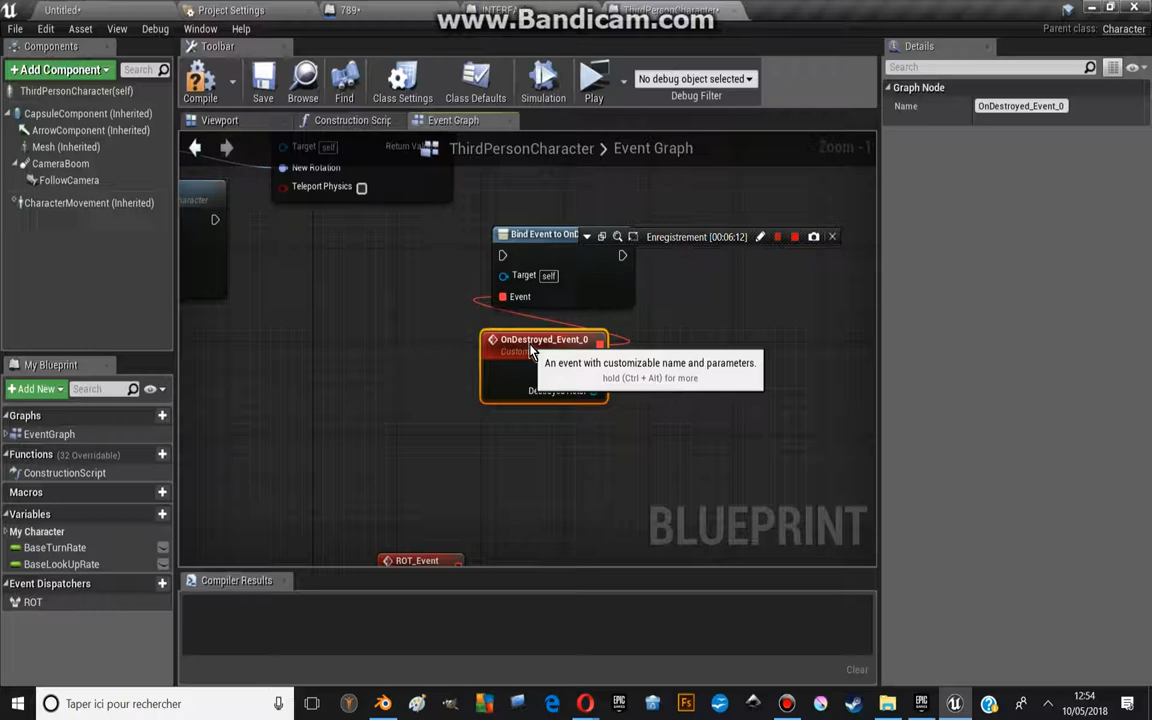 Untitled*
Project Settings
789*
www.Bandicam.com
ThirdPersonCharacter*
File Edit Asset View Debug Window Help
Parent class: Character
Components
Toolbar
Details
+ Add Component
Search
Compile
Save
Browse
Find
Class Settings
Class Defaults
Simulation
Play
No debug object selected
Debug Filter
Search
ThirdPersonCharacter(self)
CapsuleComponent (Inherited)
ArrowComponent (Inherited)
Mesh (Inherited)
CameraBoom
FollowCamera
CharacterMovement (Inherited)
Graph Node
Name
OnDestroyed_Event_0
Viewport
Construction Scrip
Event Graph
ThirdPersonCharacter > Event Graph
Zoom -1
Target self
Return Va
New Rotation
Teleport Physics
Bind Event to OnD
Enregistrement [00:06:12]
Target self
Event
OnDestroyed_Event_0
An event with customizable name and parameters.
hold (Ctrl + Alt) for more
ROT_Event
BLUEPRINT
My Blueprint
+ Add New
Search
Graphs
EventGraph
Functions (32 Overridable)
ConstructionScript
Macros
Variables
My Character
BaseTurnRate
BaseLookUpRate
Event Dispatchers
ROT
Compiler Results
Clear
Taper ici pour rechercher
12:54
10/05/2018